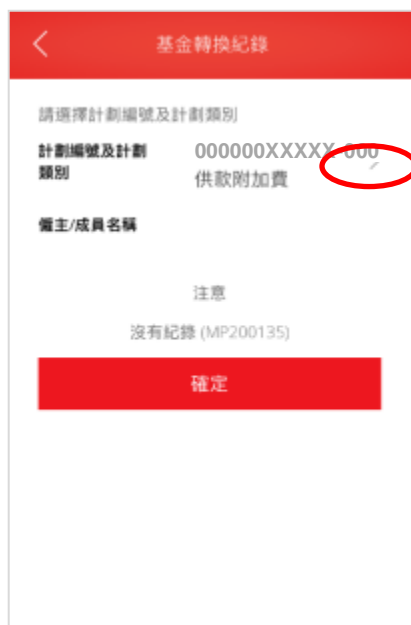 基金轉換紀錄
請選擇計劃編號及計劃類別
計劃編號及計劃類別
000000XXXXX-000
供款附加費
僱主/成員名稱
注意
沒有紀錄 (MP200135)
確定